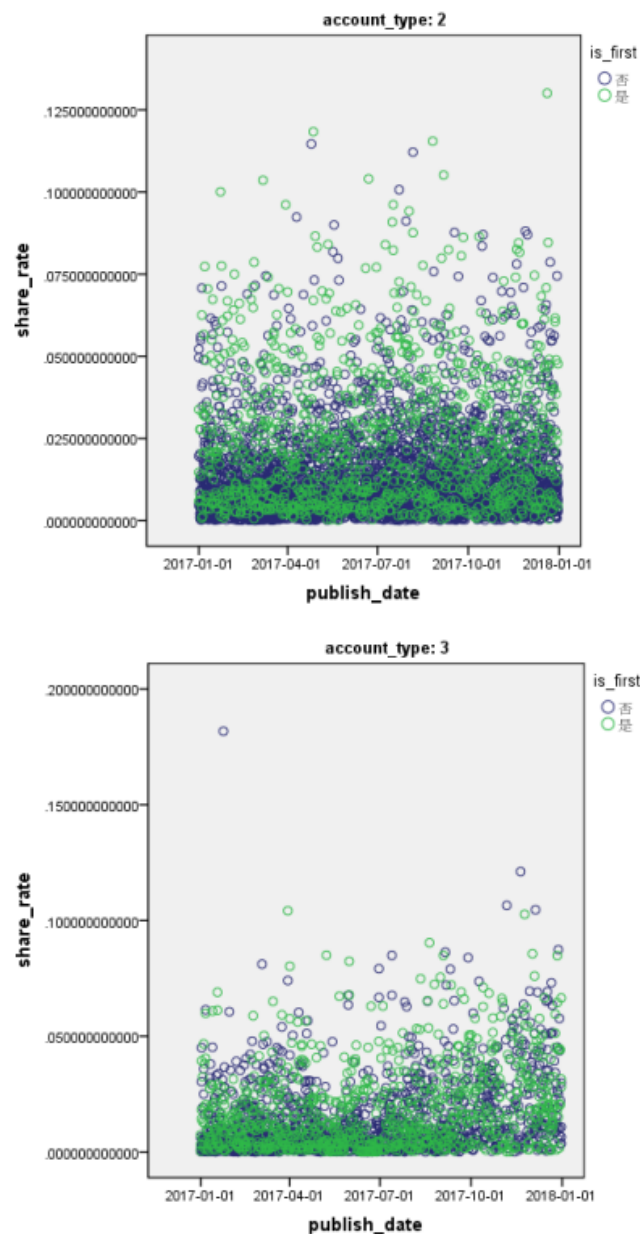 account_type: 2
is_first
否
是
.125000000000
.100000000000
.075000000000
.050000000000
.025000000000
.000000000000
share_rate
2017-01-01 2017-04-01 2017-07-01 2017-10-01 2018-01-01
publish_date
account_type: 3
is_first
否
是
.200000000000
.150000000000
.100000000000
.050000000000
.000000000000
share_rate
2017-01-01 2017-04-01 2017-07-01 2017-10-01 2018-01-01
publish_date